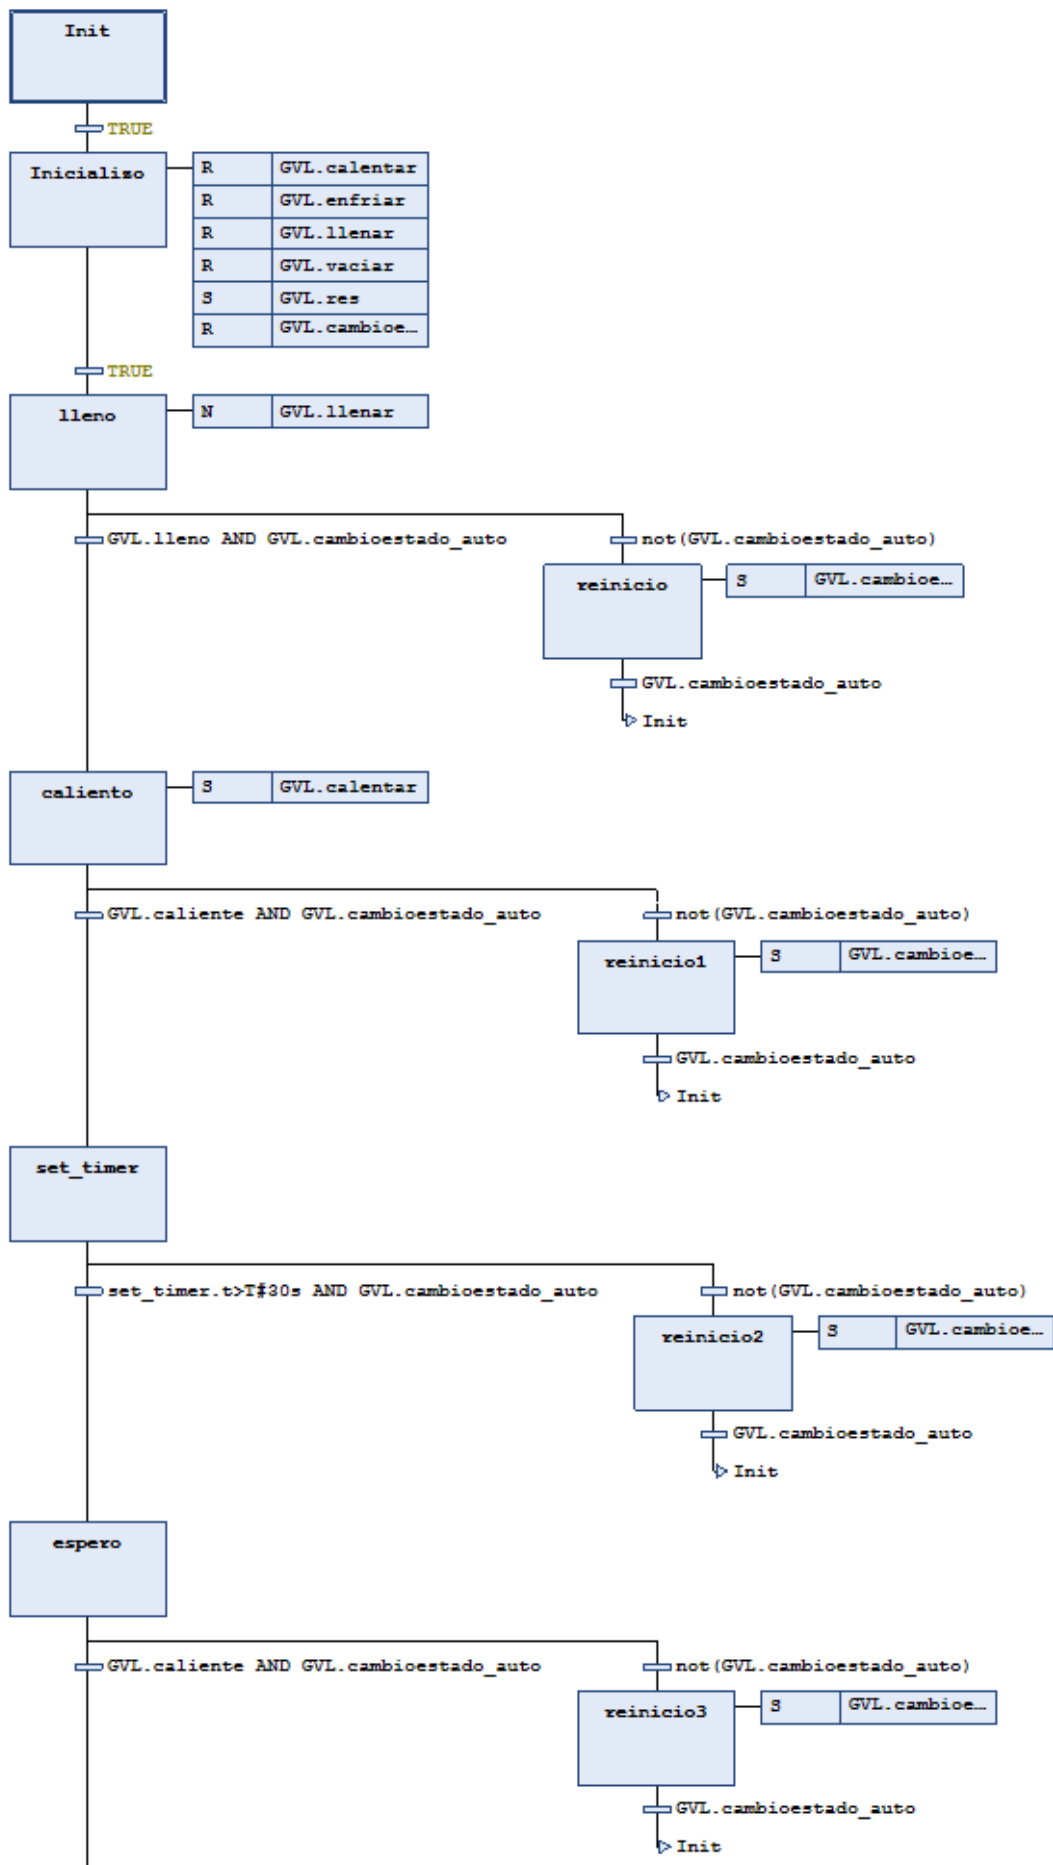 Init
TRUE
Inicializo
R GVL.calentar
R GVL.enfriar
R GVL.llenar
R GVL.vaciar
S GVL.res
R GVL.cambioe…
TRUE
lleno
N GVL.llenar
GVL.lleno AND GVL.cambioestado_auto
not(GVL.cambioestado_auto)
reinicio
S GVL.cambioe…
GVL.cambioestado_auto
Init
caliento
S GVL.calentar
GVL.caliente AND GVL.cambioestado_auto
not(GVL.cambioestado_auto)
reinicio1
S GVL.cambioe…
GVL.cambioestado_auto
Init
set_timer
set_timer.t>T#30s AND GVL.cambioestado_auto
not(GVL.cambioestado_auto)
reinicio2
S GVL.cambioe…
GVL.cambioestado_auto
Init
espero
GVL.caliente AND GVL.cambioestado_auto
not(GVL.cambioestado_auto)
reinicio3
S GVL.cambioe…
GVL.cambioestado_auto
Init